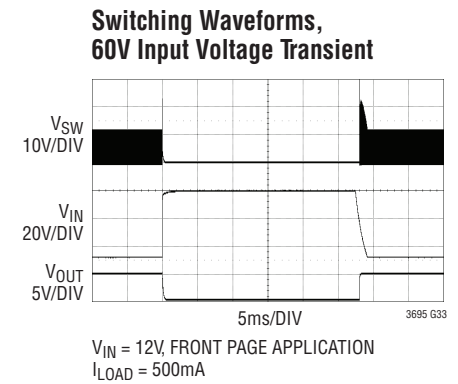 Switching Waveforms,
60V Input Voltage Transient
VSW
10V/DIV
VIN
20V/DIV
VOUT
5V/DIV
5ms/DIV
3695 G33
VIN = 12V, FRONT PAGE APPLICATION
ILOAD = 500mA